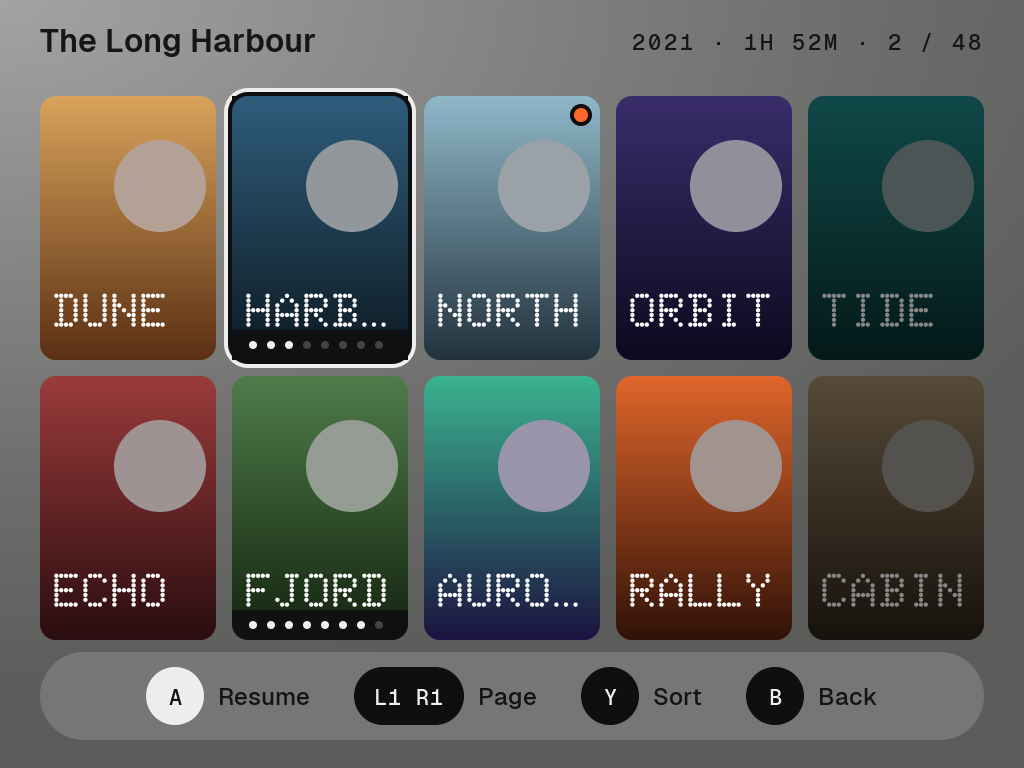 The Long Harbour
2021 · 1H 52M · 2 / 48
DUNE
HARB...
NORTH
ORBIT
TIDE
ECHO
FJORD
AURO...
RALLY
CABIN
A Resume
L1 R1 Page
Y Sort
B Back